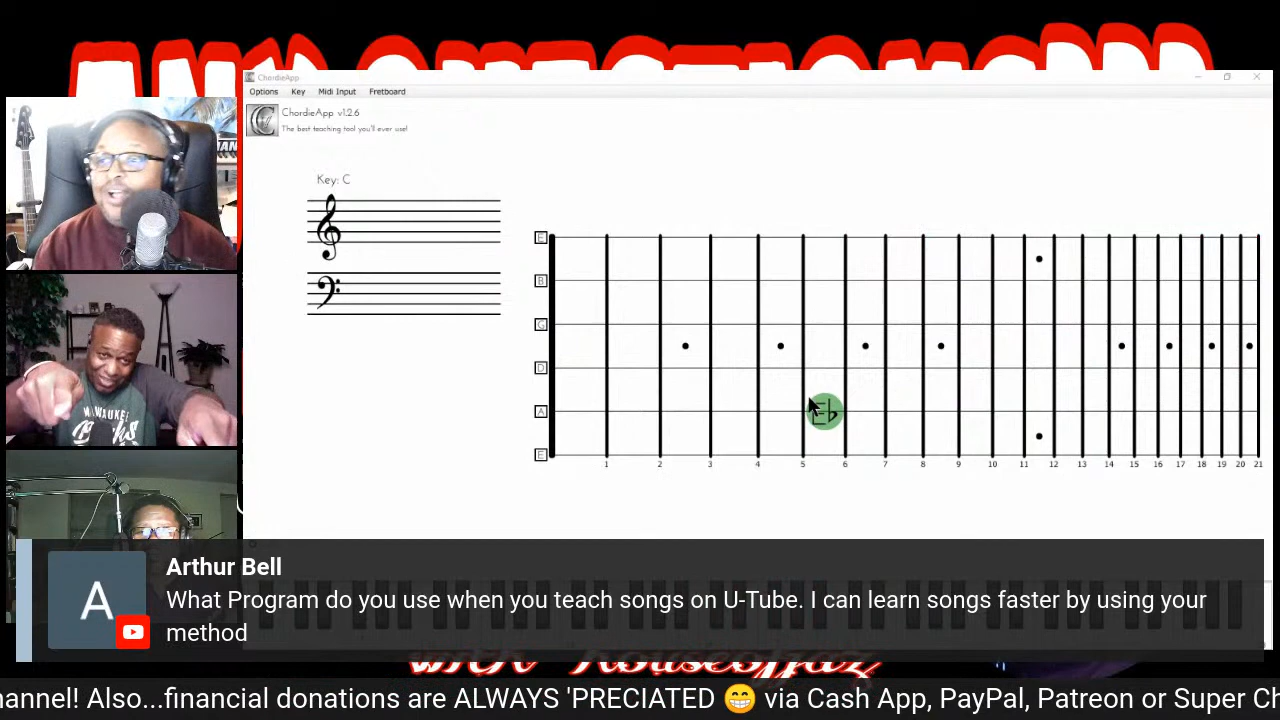 ChordieApp
Options Key Midi Input Fretboard
ChordieApp v1.2.6
The best teaching tool you'll ever use!
Key: C
E
B
G
D
A
E
E♭
1 2 3 4 5 6 7 8 9 10 11 12 13 14 15 16 17 18 19 20 21
MILWAUKEE
A
Arthur Bell
What Program do you use when you teach songs on U-Tube. I can learn songs faster by using your
method
with
hannel! Also...financial donations are ALWAYS 'PRECIATED 😁 via Cash App, PayPal, Patreon or Super Ch